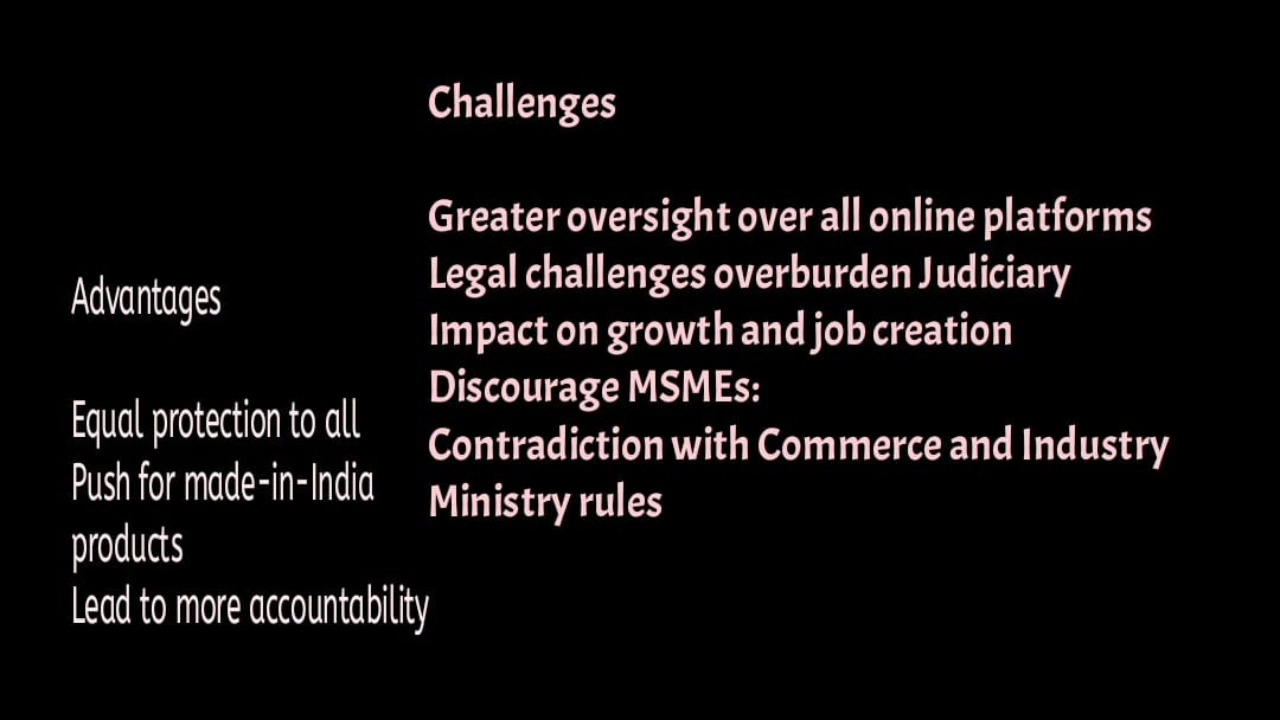 Advantages
Equal protection to all
Push for made-in-India
products
Lead to more accountability
Challenges
Greater oversight over all online platforms
Legal challenges overburden Judiciary
Impact on growth and job creation
Discourage MSMEs:
Contradiction with Commerce and Industry
Ministry rules